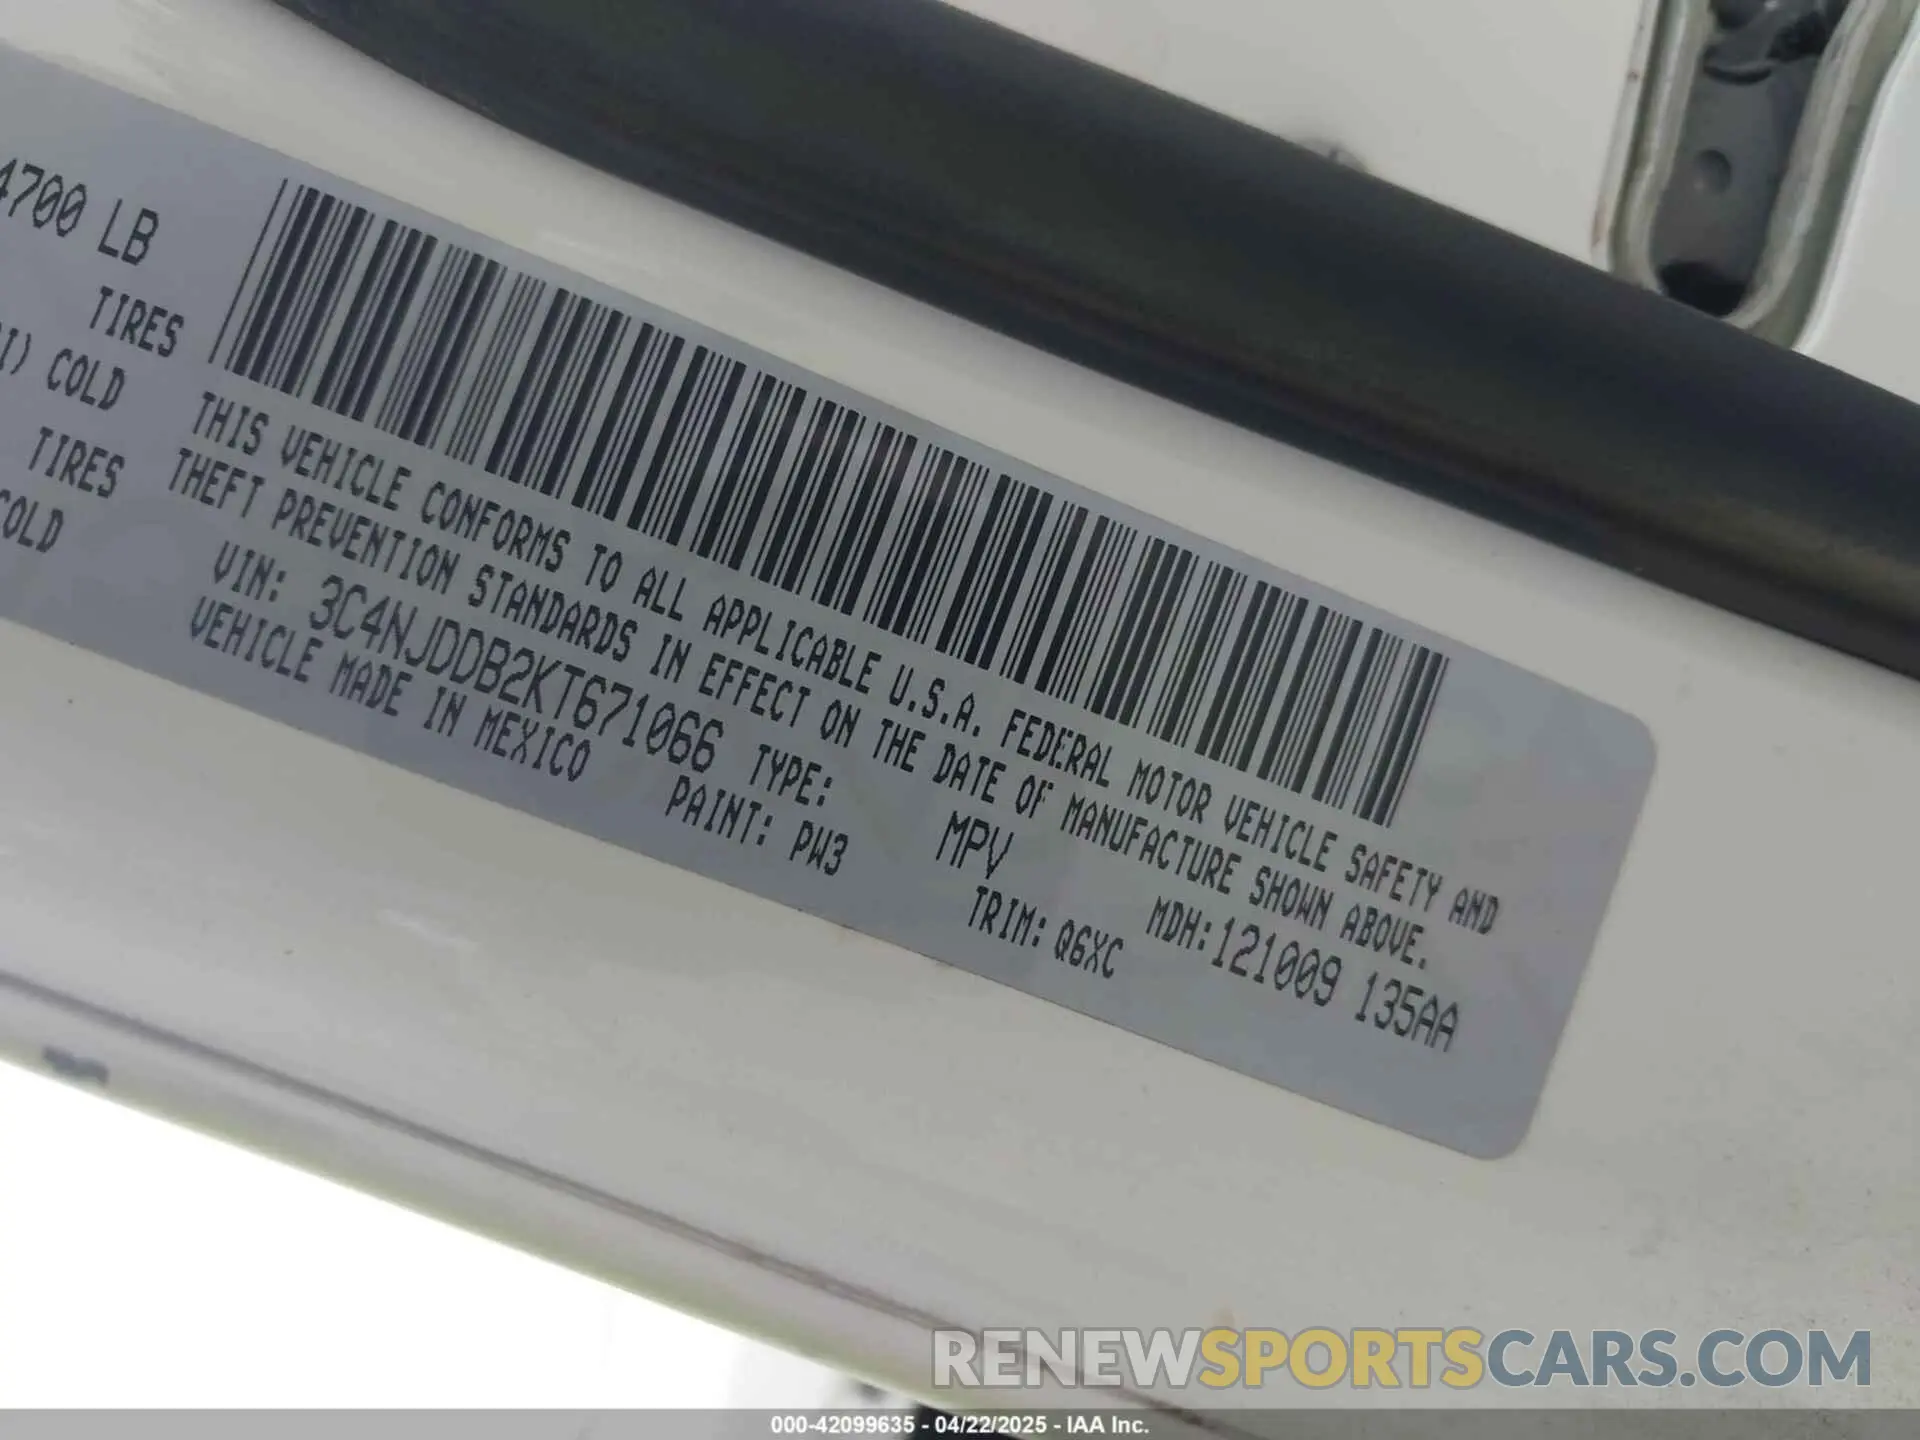 4700 LB
TIRES
COLD
TIRES
COLD
THIS VEHICLE CONFORMS TO ALL APPLICABLE U.S.A. FEDERAL MOTOR VEHICLE SAFETY AND
THEFT PREVENTION STANDARDS IN EFFECT ON THE DATE OF MANUFACTURE SHOWN ABOVE.
VIN: 3C4NJDDB2KT671066 TYPE: MPV MDH:121009 135AA
VEHICLE MADE IN MEXICO PAINT: PW3 TRIM: Q6XC
RENEWSPORTSCARS.COM
000-42099635 - 04/22/2025 - IAA Inc.